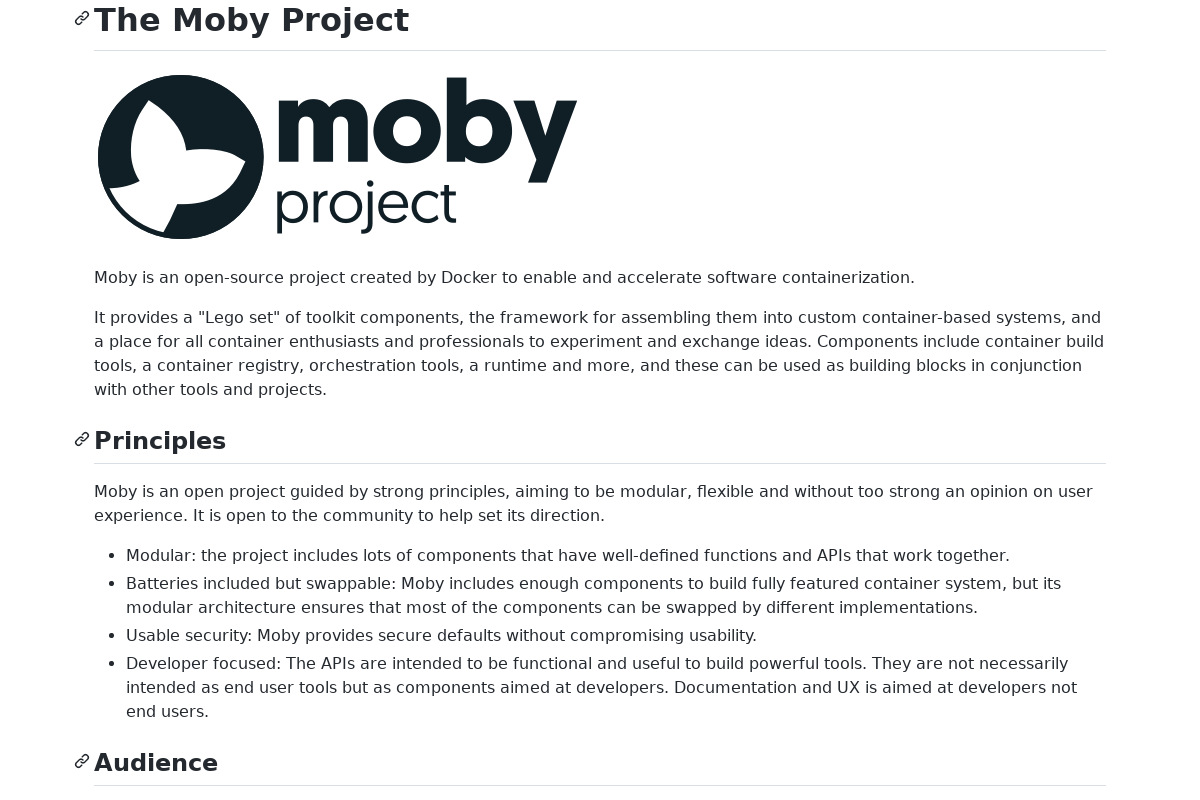 The Moby Project
moby
project
Moby is an open-source project created by Docker to enable and accelerate software containerization.
It provides a "Lego set" of toolkit components, the framework for assembling them into custom container-based systems, and
a place for all container enthusiasts and professionals to experiment and exchange ideas. Components include container build
tools, a container registry, orchestration tools, a runtime and more, and these can be used as building blocks in conjunction
with other tools and projects.
Principles
Moby is an open project guided by strong principles, aiming to be modular, flexible and without too strong an opinion on user
experience. It is open to the community to help set its direction.
• Modular: the project includes lots of components that have well-defined functions and APIs that work together.
• Batteries included but swappable: Moby includes enough components to build fully featured container system, but its
modular architecture ensures that most of the components can be swapped by different implementations.
• Usable security: Moby provides secure defaults without compromising usability.
• Developer focused: The APIs are intended to be functional and useful to build powerful tools. They are not necessarily
intended as end user tools but as components aimed at developers. Documentation and UX is aimed at developers not
end users.
Audience